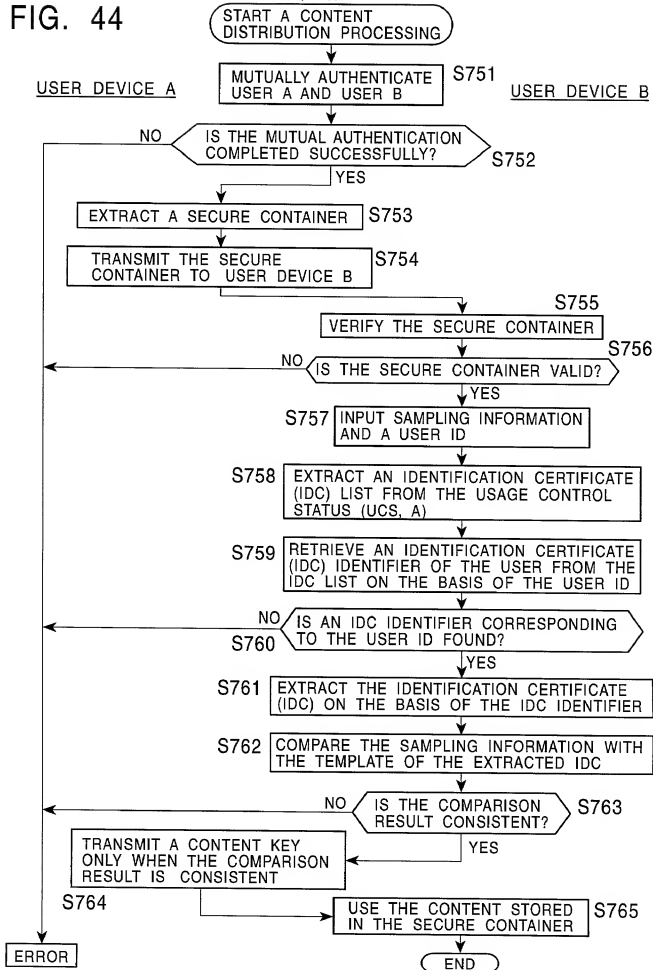 FIG. 44
START A CONTENT
DISTRIBUTION PROCESSING
USER DEVICE A
MUTUALLY AUTHENTICATE
USER A AND USER B
S751
USER DEVICE B
NO
IS THE MUTUAL AUTHENTICATION
COMPLETED SUCCESSFULLY?
S752
YES
EXTRACT A SECURE CONTAINER
S753
TRANSMIT THE SECURE
CONTAINER TO USER DEVICE B
S754
S755
VERIFY THE SECURE CONTAINER
S756
NO
IS THE SECURE CONTAINER VALID?
YES
S757
INPUT SAMPLING INFORMATION
AND A USER ID
S758
EXTRACT AN IDENTIFICATION CERTIFICATE
(IDC) LIST FROM THE USAGE CONTROL
STATUS (UCS, A)
S759
RETRIEVE AN IDENTIFICATION CERTIFICATE
(IDC) IDENTIFIER OF THE USER FROM THE
IDC LIST ON THE BASIS OF THE USER ID
NO
S760
IS AN IDC IDENTIFIER CORRESPONDING
TO THE USER ID FOUND?
YES
S761
EXTRACT THE IDENTIFICATION CERTIFICATE
(IDC) ON THE BASIS OF THE IDC IDENTIFIER
S762
COMPARE THE SAMPLING INFORMATION WITH
THE TEMPLATE OF THE EXTRACTED IDC
NO
IS THE COMPARISON
RESULT CONSISTENT?
S763
YES
TRANSMIT A CONTENT KEY
ONLY WHEN THE COMPARISON
RESULT IS CONSISTENT
S764
USE THE CONTENT STORED
IN THE SECURE CONTAINER
S765
ERROR
END